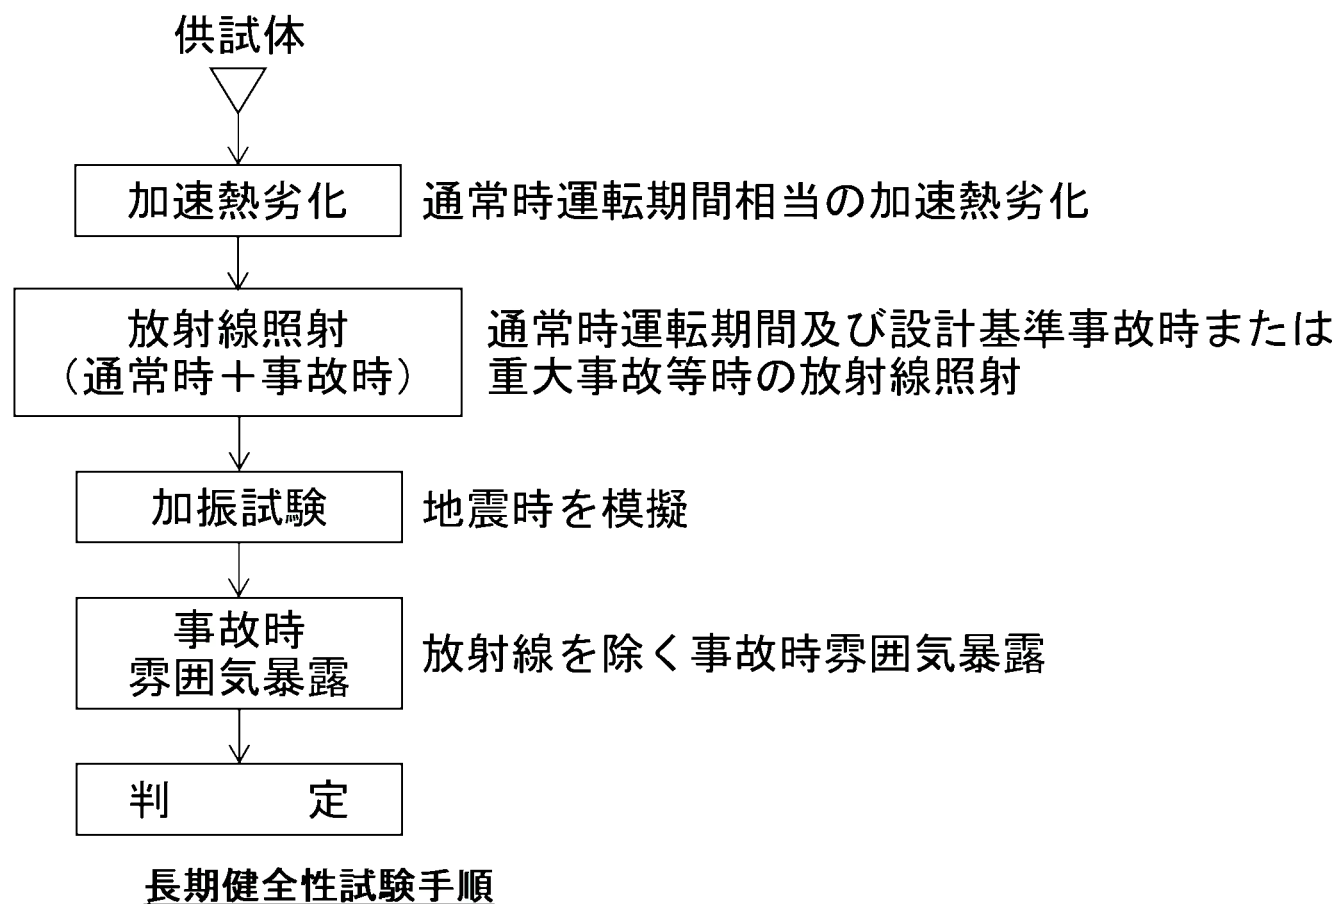 供試体
加速熱劣化
通常時運転期間相当の加速熱劣化
放射線照射
（通常時＋事故時）
通常時運転期間及び設計基準事故時または
重大事故等時の放射線照射
加振試験
地震時を模擬
事故時
雰囲気暴露
放射線を除く事故時雰囲気暴露
判　　　定
長期健全性試験手順